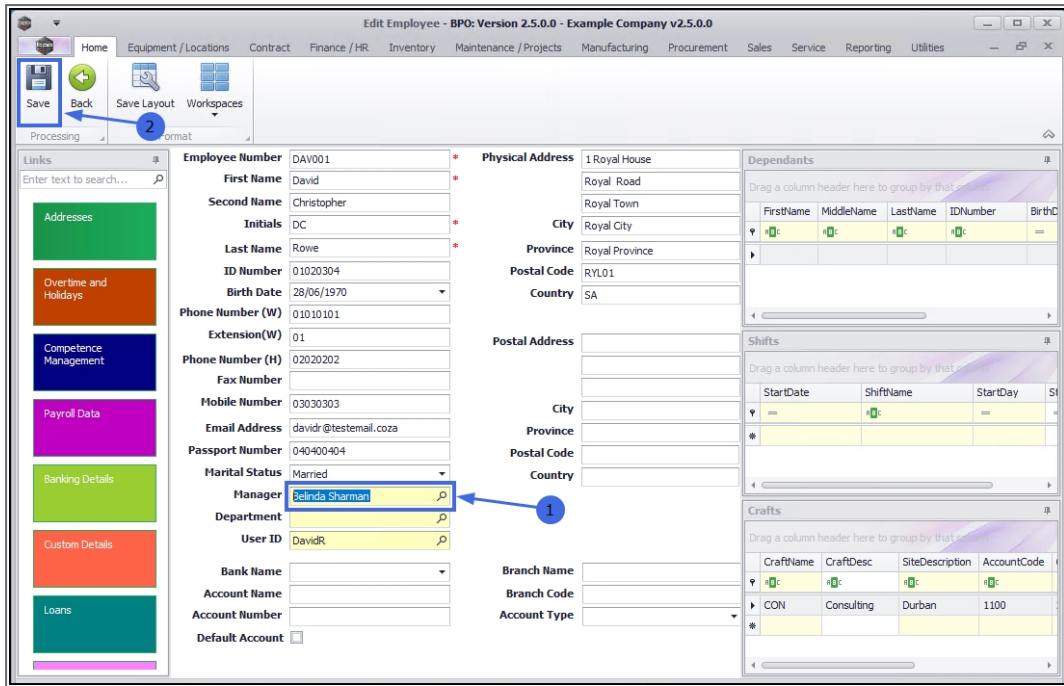 Edit Employee - BPO: Version 2.5.0.0 - Example Company v2.5.0.0
Home Equipment / Locations Contract Finance / HR Inventory Maintenance / Projects Manufacturing Procurement Sales Service Reporting Utilities
Save Back Save Layout Workspaces
2
Processing ormat
Links
Enter text to search...
Addresses
Overtime and
Holidays
Competence
Management
Payroll Data
Banking Details
Custom Details
Loans
Employee Number DAV001 *
First Name David *
Second Name Christopher
Initials DC *
Last Name Rowe *
ID Number 01020304
Birth Date 28/06/1970
Phone Number (W) 01010101
Extension(W) 01
Phone Number (H) 02020202
Fax Number
Mobile Number 03030303
Email Address davidr@testemail.coza
Passport Number 040400404
Marital Status Married
Manager Belinda Sharman
1
Department
User ID DavidR
Bank Name
Account Name
Account Number
Default Account
Physical Address 1 Royal House
Royal Road
Royal Town
City Royal City
Province Royal Province
Postal Code RYL01
Country SA
Postal Address
City
Province
Postal Code
Country
Branch Name
Branch Code
Account Type
Dependants
Drag a column header here to group by that
FirstName MiddleName LastName IDNumber BirthD
Shifts
Drag a column header here to group by that column
StartDate ShiftName StartDay St
Crafts
Drag a column header here to group by that
CraftName CraftDesc SiteDescription AccountCode
CON Consulting Durban 1100